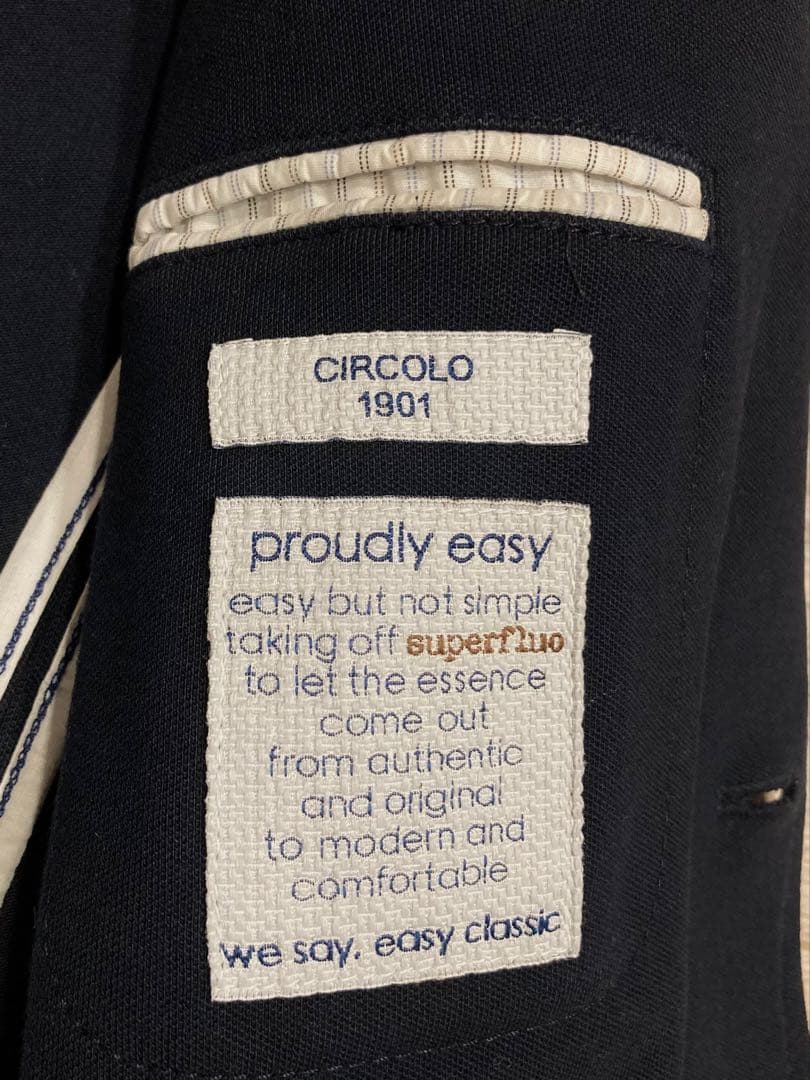 CIRCOLO
1901
proudly easy
easy but not simple
taking off superfluo
to let the essence
come out
from authentic
and original
to modern and
comfortable
we say. easy classic